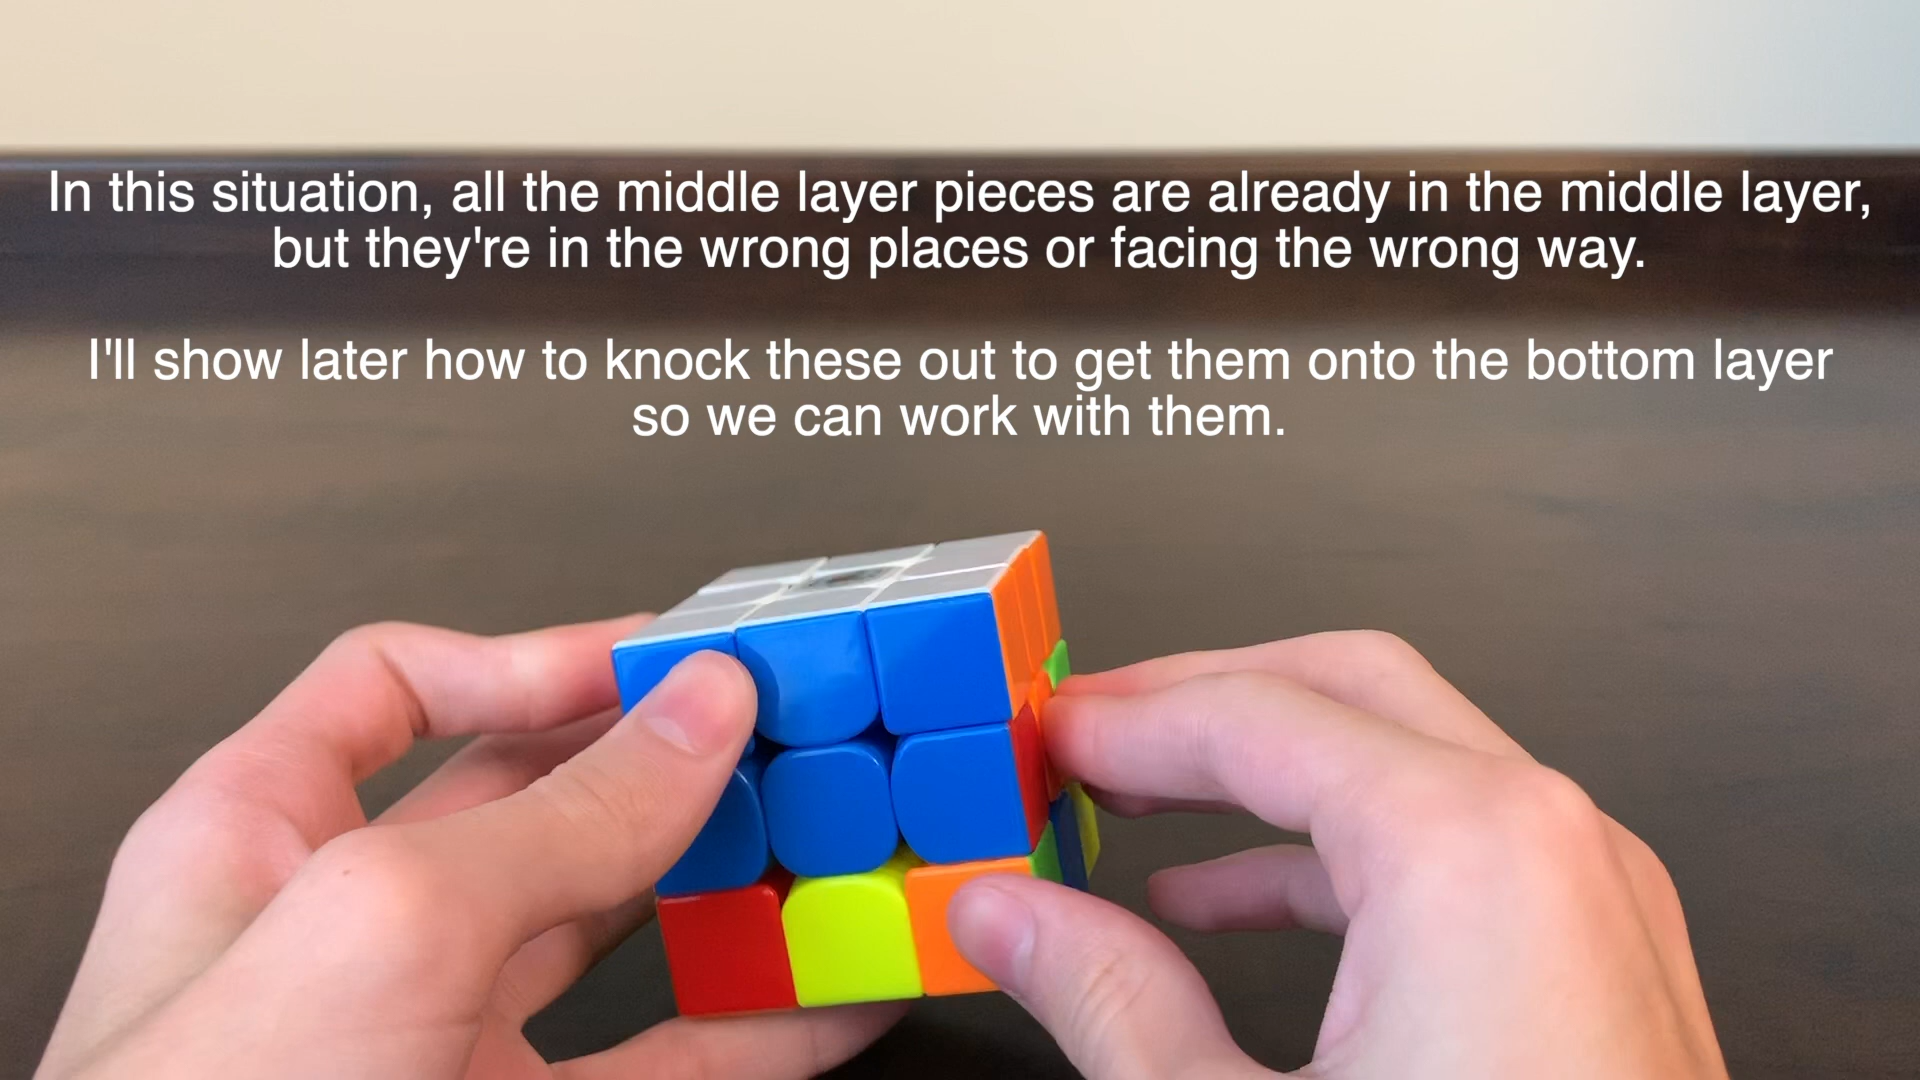 In this situation, all the middle layer pieces are already in the middle layer,
but they're in the wrong places or facing the wrong way.
I'll show later how to knock these out to get them onto the bottom layer
so we can work with them.